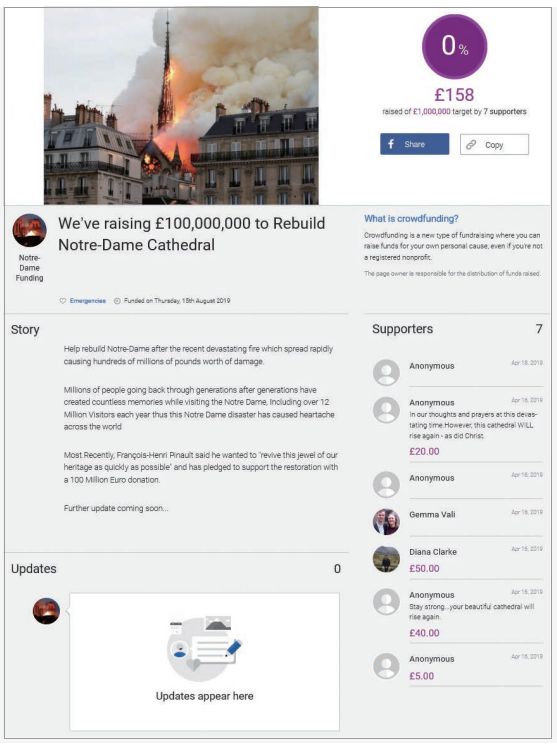 0%
£158
raised of £1,000,000 target by 7 supporters
f Share
Copy
We've raising £100,000,000 to Rebuild
Notre-Dame Cathedral
Notre-
Dame
Funding
Emergencies Funded on Thursday, 15th August 2019
What is crowdfunding?
Crowdfunding is a new type of fundraising where you can
raise funds for your own personal cause, even if you're not
a registered nonprofit.
The page owner is responsible for the distribution of funds raised.
Story
Help rebuild Notre-Dame after the recent devastating fire which spread rapidly
causing hundreds of millions of pounds worth of damage.
Millions of people going back through generations after generations have
created countless memories while visiting the Notre Dame, Including over 12
Million Visitors each year thus this Notre Dame disaster has caused heartache
across the world
Most Recently, François-Henri Pinault said he wanted to "revive this jewel of our
heritage as quickly as possible" and has pledged to support the restoration with
a 100 Million Euro donation.
Further update coming soon...
Updates 0
Updates appear here
Supporters 7
Anonymous Apr 18, 2019
Anonymous Apr 16, 2019
In our thoughts and prayers at this devas-
tating time.However, this cathedral WILL
rise again - as did Christ.
£20.00
Anonymous Apr 16, 2019
Gemma Vali Apr 16, 2019
Diana Clarke Apr 16, 2019
£50.00
Anonymous Apr 16, 2019
Stay strong...your beautiful cathedral will
rise again.
£40.00
Anonymous Apr 16, 2019
£5.00